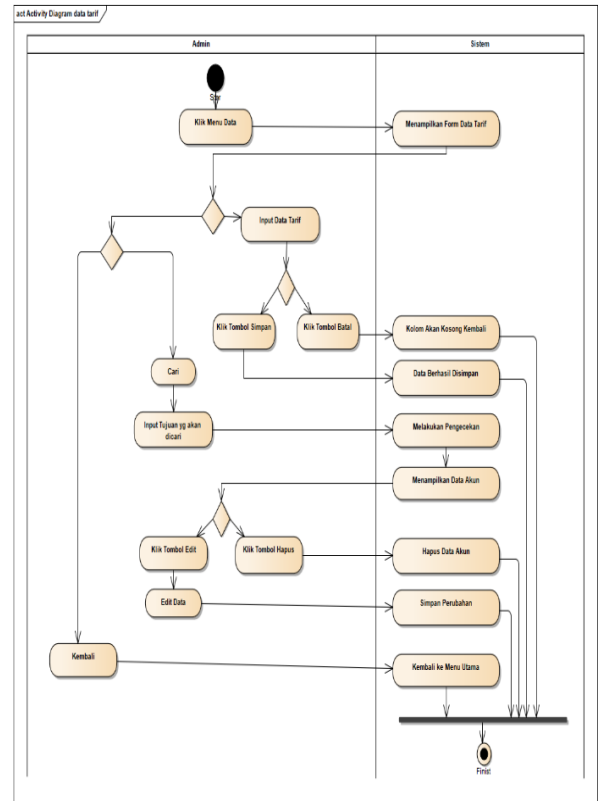 act Activity Diagram data tarif
Admin
Sistem
Klik Menu Data
Menampilkan Form Data Tarif
Input Data Tarif
Klik Tombol Simpan
Klik Tombol Batal
Kolom Akan Kosong Kembali
Cari
Data Berhasil Disimpan
Input Tujuan yg akan
dicari
Melakukan Pengecekan
Menampilkan Data Akun
Klik Tombol Edit
Klik Tombol Hapus
Hapus Data Akun
Edit Data
Simpan Perubahan
Kembali
Kembali ke Menu Utama
Finist